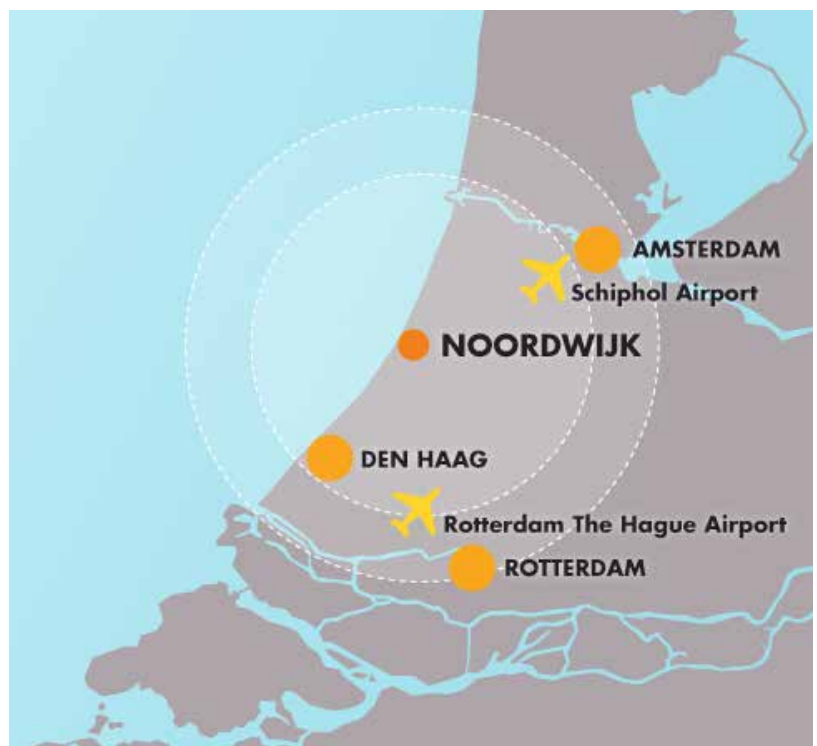 AMSTERDAM
Schiphol Airport
NOORDWIJK
DEN HAAG
Rotterdam The Hague Airport
ROTTERDAM